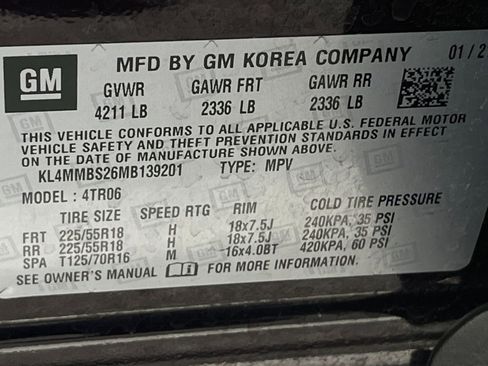 GM
MFD BY GM KOREA COMPANY 01/2
GVWR GAWR FRT GAWR RR
4211 LB 2336 LB 2336 LB
THIS VEHICLE CONFORMS TO ALL APPLICABLE U.S. FEDERAL MOTOR
VEHICLE SAFETY AND THEFT PREVENTION STANDARDS IN EFFECT
ON THE DATE OF MANUFACTURE SHOWN ABOVE.
KL4MMBS26MB139201 TYPE: MPV
MODEL: 4TR06
TIRE SIZE SPEED RTG RIM COLD TIRE PRESSURE
FRT 225/55R18 H 18x7.5J 240KPA, 35 PSI
RR 225/55R18 H 18x7.5J 240KPA, 35 PSI
SPA T125/70R16 M 16x4.0BT 420KPA, 60 PSI
SEE OWNER'S MANUAL FOR MORE INFORMATION.